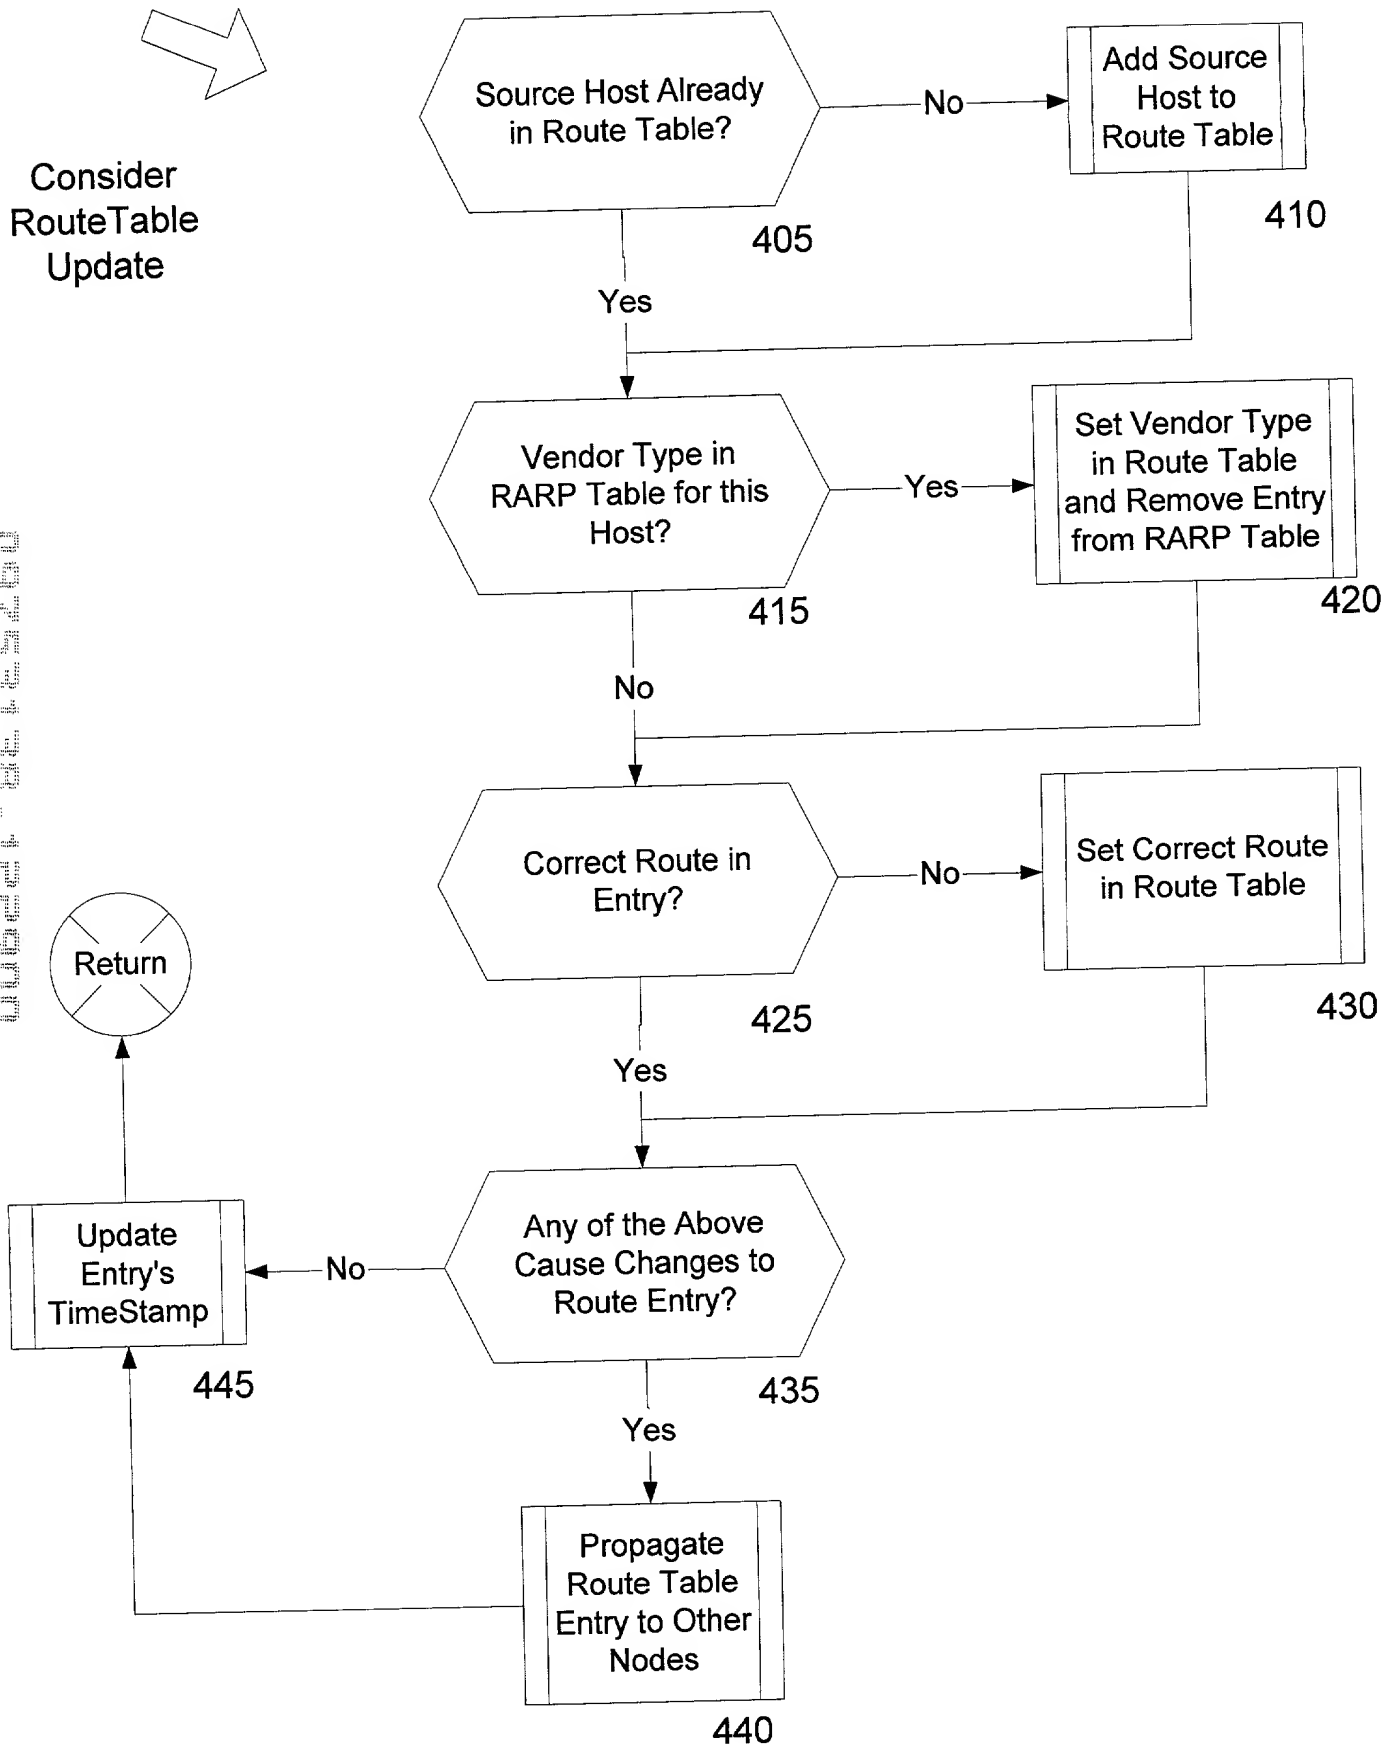 Consider
RouteTable
Update
Source Host Already
in Route Table?
405
No
Add Source
Host to
Route Table
410
Yes
Vendor Type in
RARP Table for this
Host?
415
Yes
Set Vendor Type
in Route Table
and Remove Entry
from RARP Table
420
No
Correct Route in
Entry?
425
No
Set Correct Route
in Route Table
430
Yes
Any of the Above
Cause Changes to
Route Entry?
435
No
Update
Entry's
TimeStamp
445
Return
Yes
Propagate
Route Table
Entry to Other
Nodes
440